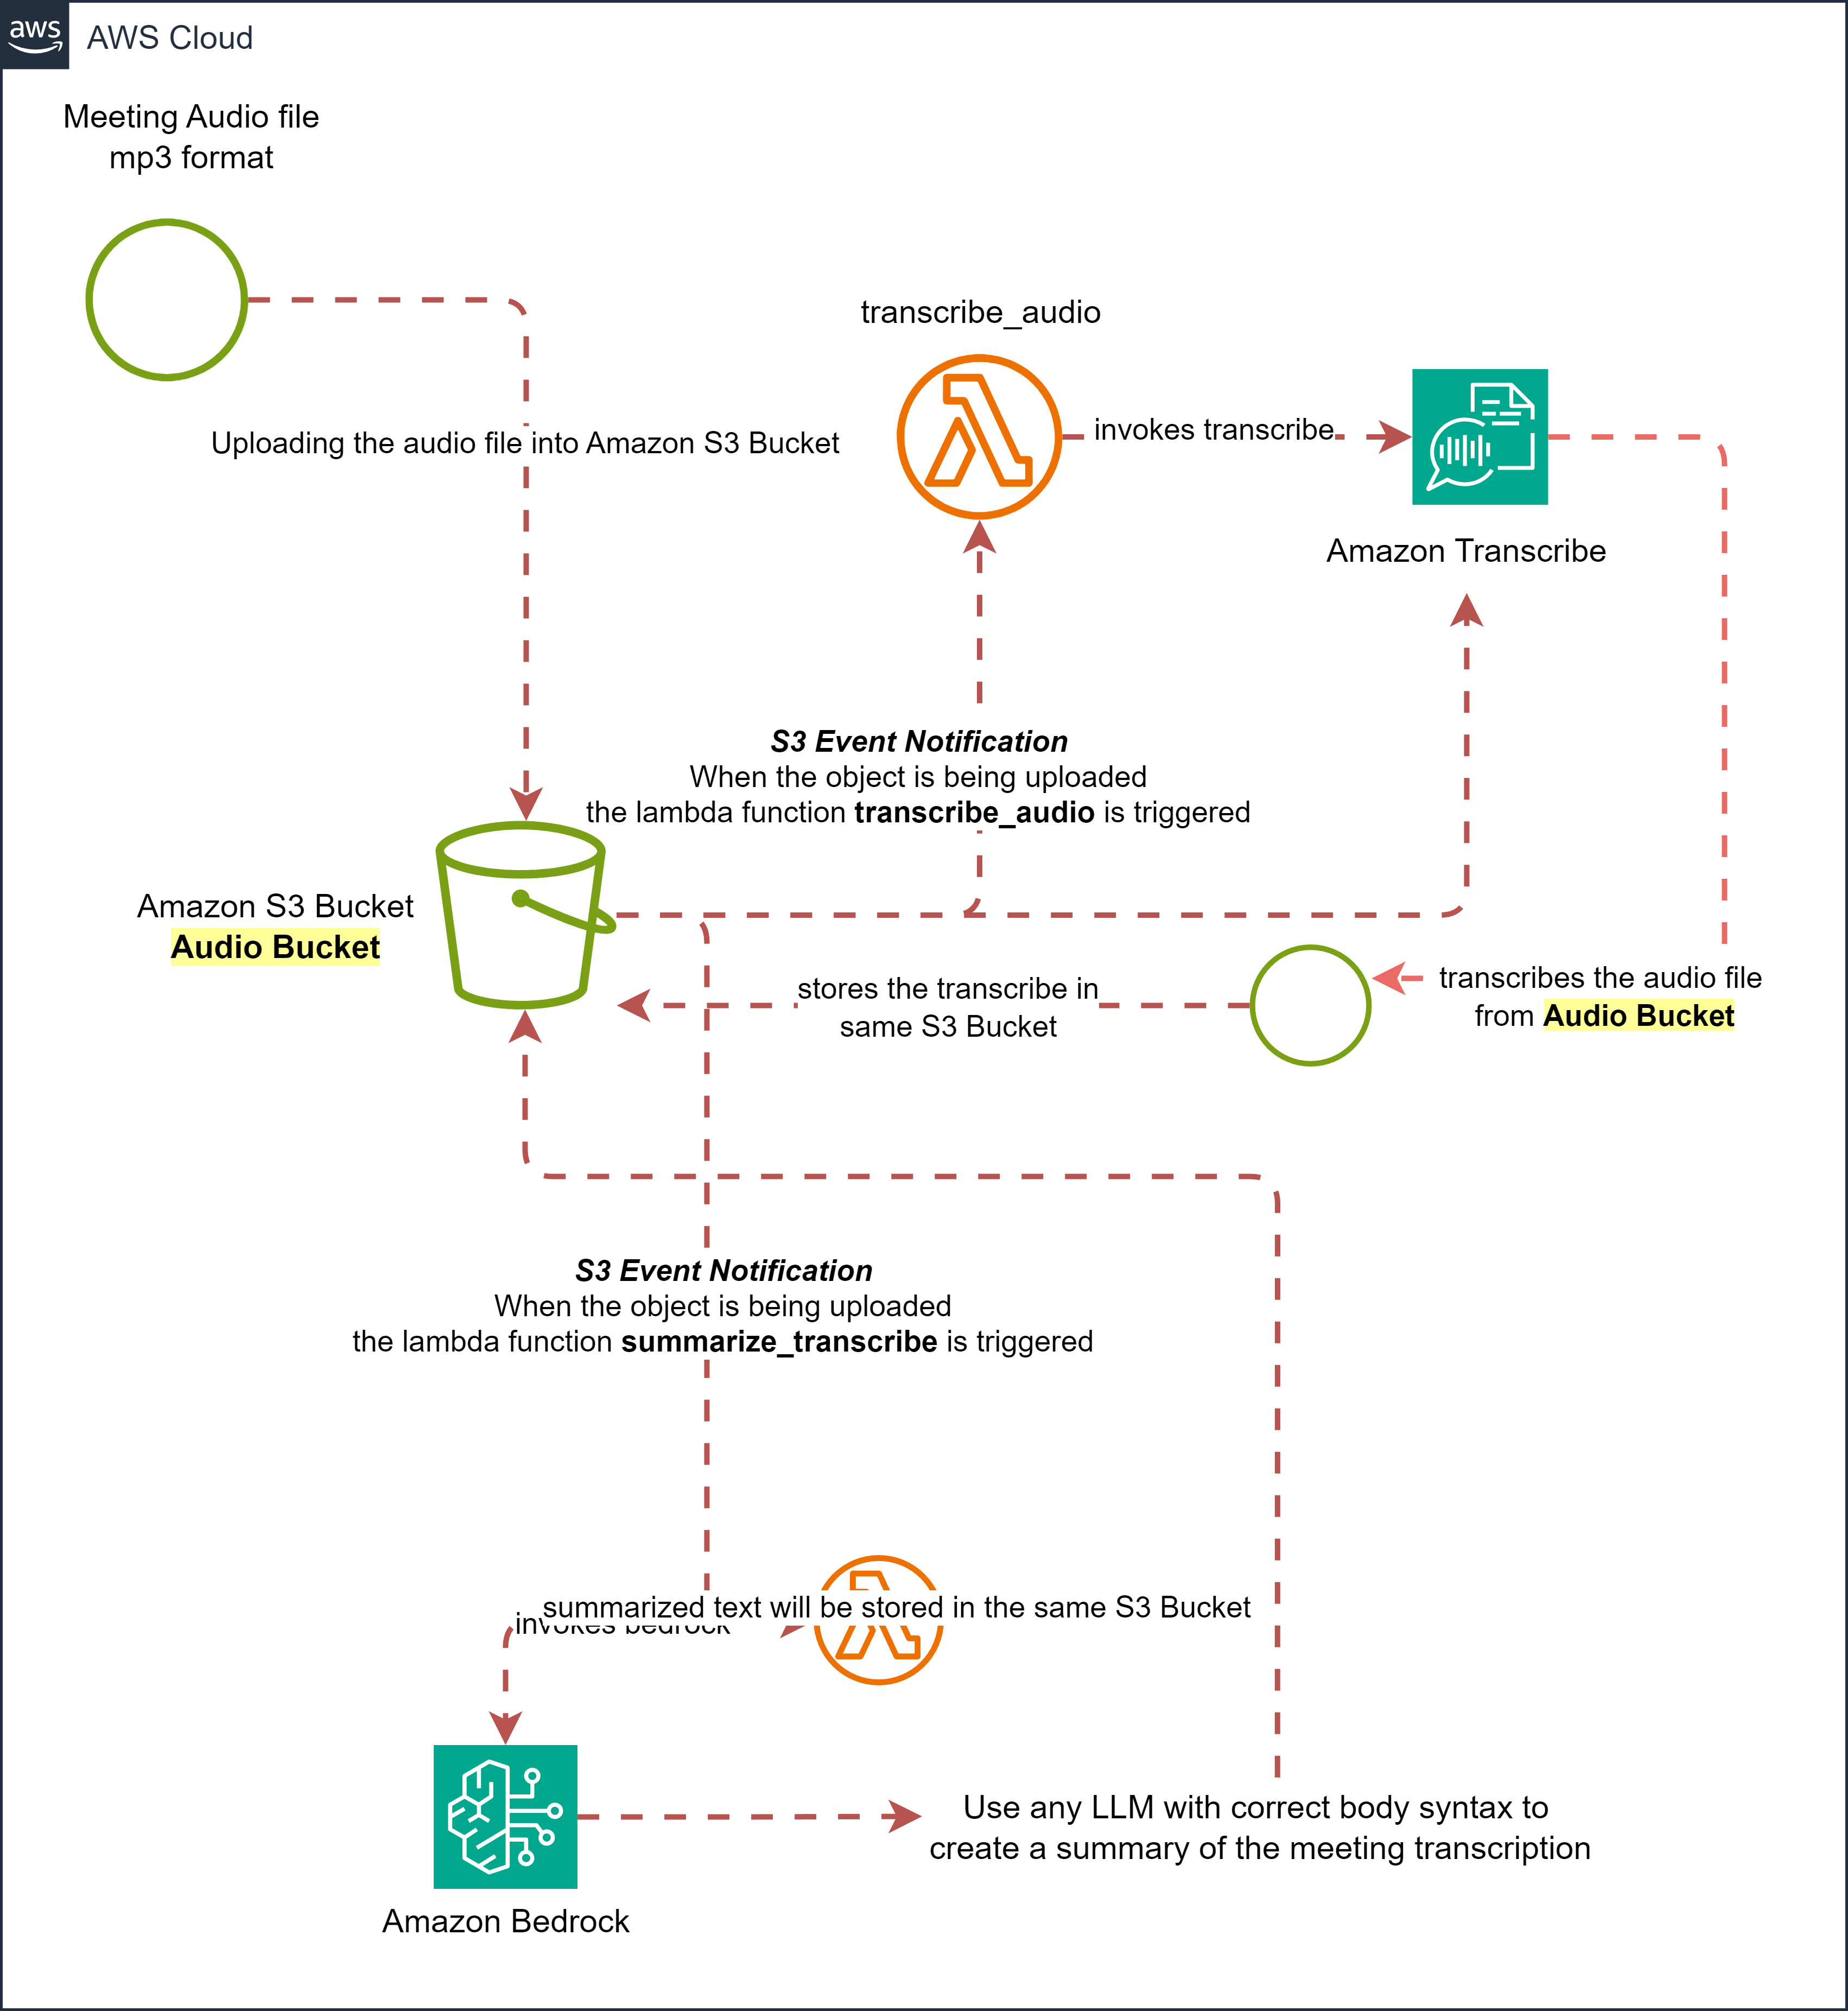 aws
AWS Cloud
Meeting Audio file
mp3 format
transcribe_audio
Uploading the audio file into Amazon S3 Bucket
invokes transcribe
Amazon Transcribe
S3 Event Notification
When the object is being uploaded
the lambda function transcribe_audio is triggered
Amazon S3 Bucket
Audio Bucket
stores the transcribe in
same S3 Bucket
transcribes the audio file
from Audio Bucket
S3 Event Notification
When the object is being uploaded
the lambda function summarize_transcribe is triggered
summarized text will be stored in the same S3 Bucket
invokes bedrock
Use any LLM with correct body syntax to
create a summary of the meeting transcription
Amazon Bedrock